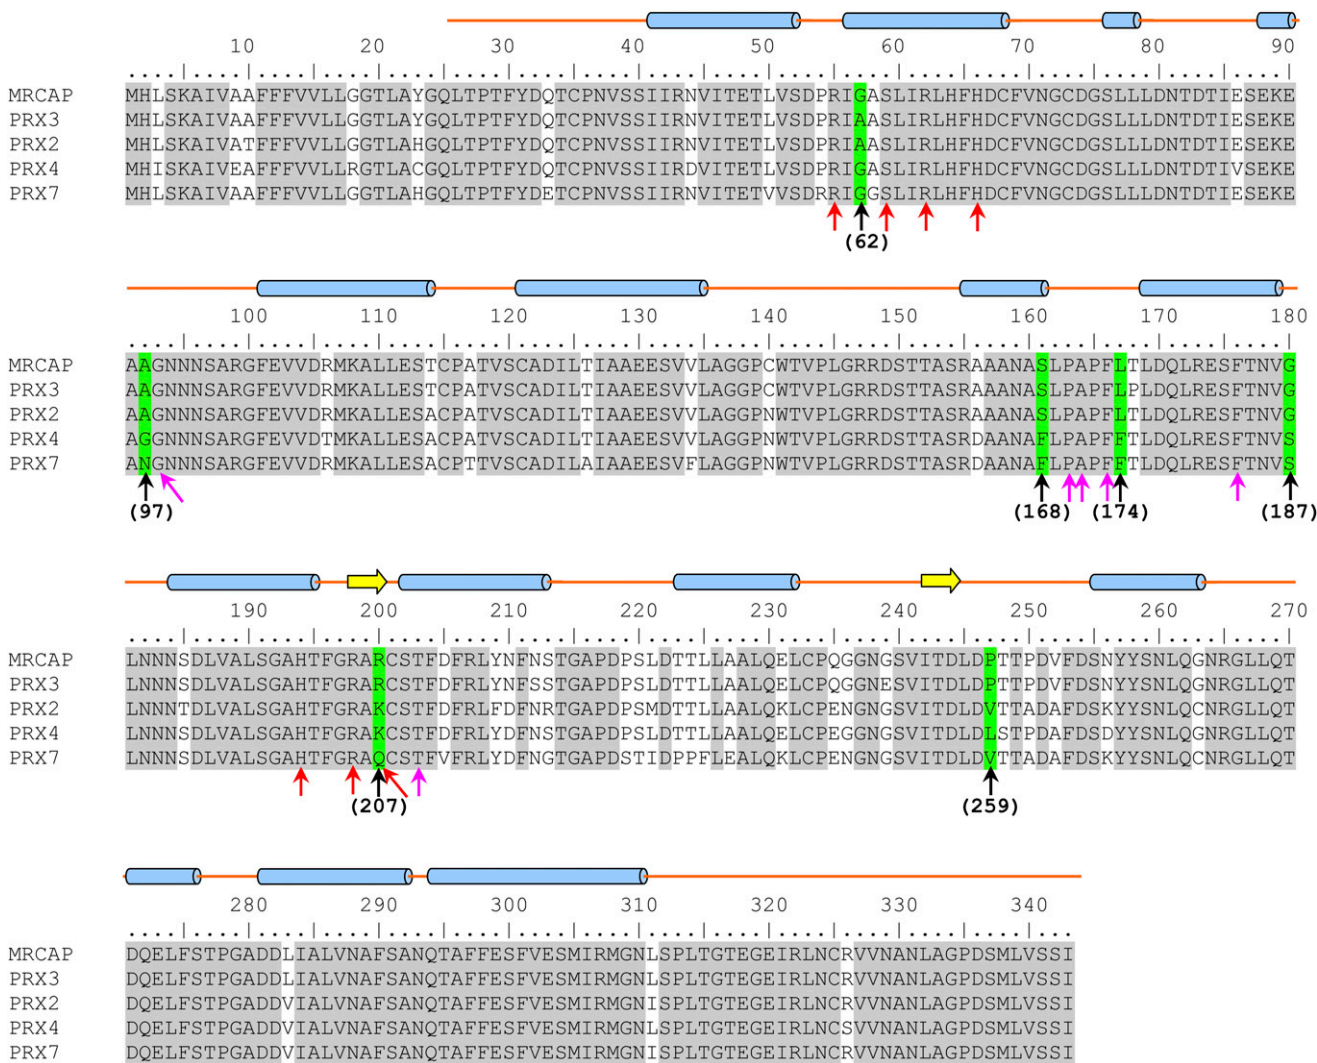 10 20 30 40 50 60 70 80 90
MRCAP MHLSKAIVAAFFFVVLLGGTLAYGQLTPTFYDQTCPNVSSIIRNVITETLVSDPRIGASLIRLHFHDCFVNGCDGSLLLDNTDTIESEKE
PRX3 MHLSKAIVAAFFFVVLLGGTLAYGQLTPTFYDQTCPNVSSIIRNVITETLVSDPRIAASLIRLHFHDCFVNGCDGSLLLDNTDTIESEKE
PRX2 MHLSKAIVATFFFVVLLGGTLAHGQLTPTFYDQTCPNVSSIIRNVITETLVSDPRIAASLIRLHFHDCFVNGCDGSLLLDNTDTIESEKE
PRX4 MHISKAIVEAFFFVVLLRGTLACGQLTPTFYDQTCPNVSSIIRDVITETLVSDPRIGASLIRLHFHDCFVNGCDGSLLLDNTDTIVSEKE
PRX7 MHLSKAIVAAFFFVVLLGGTLAHGQLTPTFYDETCPNVSSIIRNVITETVVSDRRIGGSLIRLHFHDCFVNGCDGSLLLDNTDTIESEKE
(62)
100 110 120 130 140 150 160 170 180
MRCAP AAGNNNSARGFEVVDRMKALLESTCPATVSCADILTIAAEESVVLAGGPCWTVPLGRRDSTTASRAAANASLPAPFLTLDQLRESFTNVG
PRX3 AAGNNNSARGFEVVDRMKALLESTCPATVSCADILTIAAEESVVLAGGPCWTVPLGRRDSTTASRAAANASLPAPFLPLDQLRESFTNVG
PRX2 AAGNNNSARGFEVVDRMKALLESACPATVSCADILTIAAEESVVLAGGPNWTVPLGRRDSTTASRAAANASLPAPFLTLDQLRESFTNVG
PRX4 AGGNNNSARGFEVVDTMKALLESACPATVSCADILTIAAEESVVLAGGPNWTVPLGRRDSTTASRDAANAFLPAPFFTLDQLRESFTNVS
PRX7 ANGNNNSARGFEVVDRMKALLESACPTTVSCADILAIAAEESVFLAGGPNWTVPLGRRDSTTASRDAANAFLPAPFFTLDQLRESFTNVS
(97) (168) (174) (187)
190 200 210 220 230 240 250 260 270
MRCAP LNNNSDLVALSGAHTFGRARCSTFDFRLYNFNSTGAPDPSLDTTLLAALQELCPQGGNGSVITDLDPTTPDVFDSNYYSNLQGNRGLLQT
PRX3 LNNNSDLVALSGAHTFGRARCSTFDFRLYNFSSTGAPDPSLDTTLLAALQELCPQGGNESVITDLDPTTPDVFDSNYYSNLQGNRGLLQT
PRX2 LNNNTDLVALSGAHTFGRAKCSTFDFRLFDFNRTGAPDPSMDTTLLAALQKLCPENGNGSVITDLDVTTADAFDSKYYSNLQCNRGLLQT
PRX4 LNNNSDLVALSGAHTFGRAKCSTFDFRLYDFNSTGAPDQSLDPTLLAALQELCPQGGNGSVITDLDLSTPDAFDSDYYSNLQGNRGLLQT
PRX7 LNNNSDLVALSGAHTFGRAQCSTFVFRLYDFNGTGAPDSTIDPPFLEALQKLCPENGNGSVITDLDVTTADAFDSKYYSNLQCNRGLLQT
(207) (259)
280 290 300 310 320 330 340
MRCAP DQELFSTPGADDLIALVNAFSANQTAFFESFVESMIRMGNLSPLTGTEGEIRLNCRVVNANLAGPDSMLVSSI
PRX3 DQELFSTPGADDLIALVNAFSANQTAFFESFVESMIRMGNLSPLTGTEGEIRLNCRVVNANLAGPDSMLVSSI
PRX2 DQELFSTPGADDVIALVNAFSANQTAFFESFVESMIRMGNISPLTGTEGEIRLNCRVVNANLAGPDSMLVSSI
PRX4 DQELFSTPGADDVIALVNAFSANQTAFFESFVESMIRMGNLSPLTGTEGEIRLNCSVVNANLAGPDSMLVSSI
PRX7 DQELFSTPGADDVIALVNAFSANQTAFFESFVESMIRMGNISPLTGTEGEIRLNCRVVNANLAGPDSMLVSSI